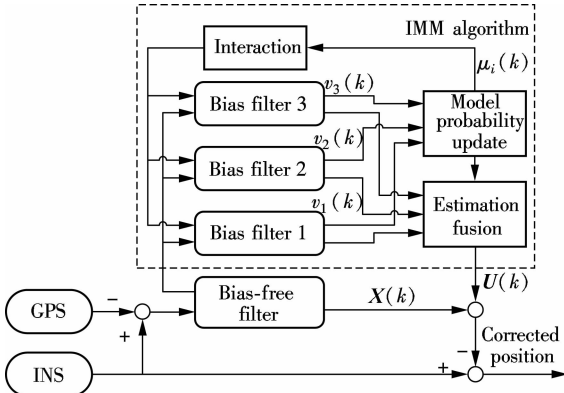 IMM algorithm
Interaction
μi(k)
Bias filter 3
v3(k)
Model
probability
update
Bias filter 2
v2(k)
Bias filter 1
v1(k)
Estimation
fusion
Bias-free
filter
X(k)
U(k)
GPS
−
+
INS
+
−
Corrected
position